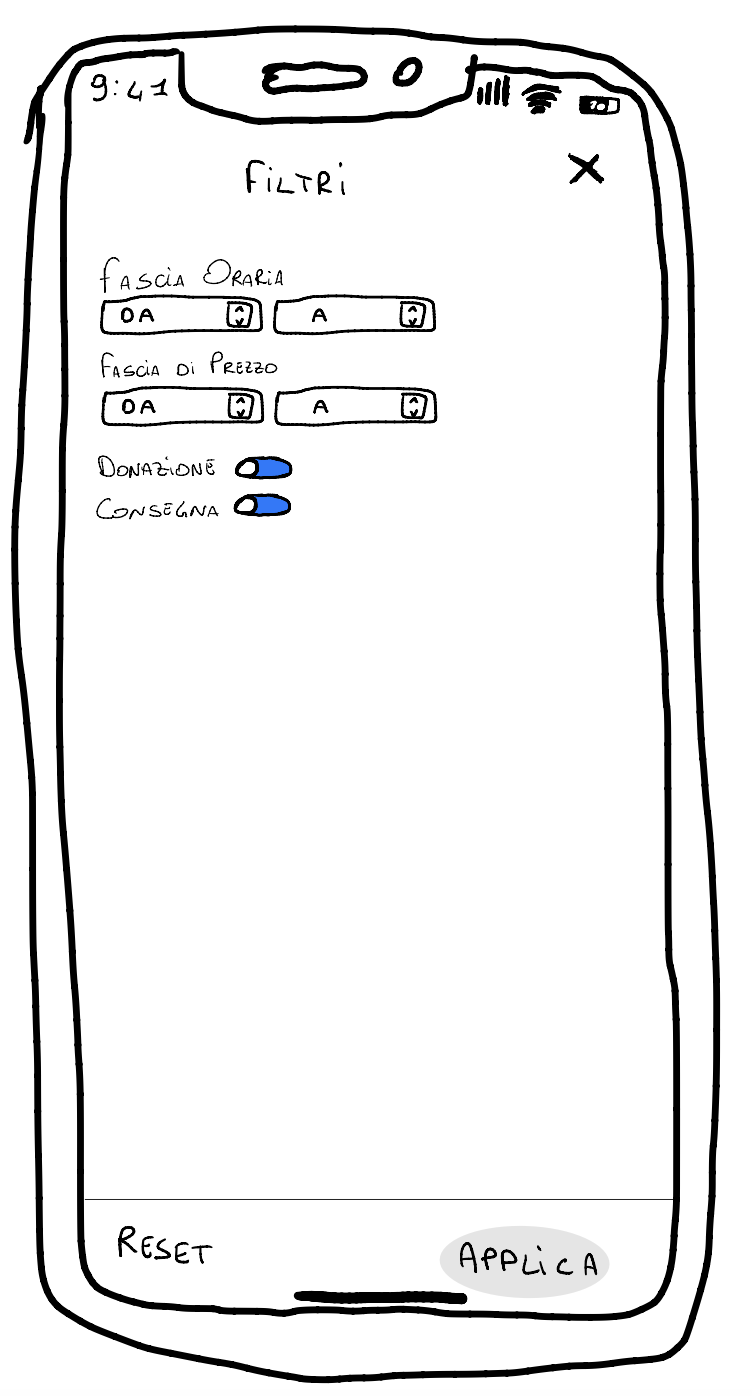 9:41
FiLTRi
FASCiA ORARiA
DA A
FASCiA Di PREZZO
DA A
DONAZiONE
CONSEGNA
RESET APPLiCA